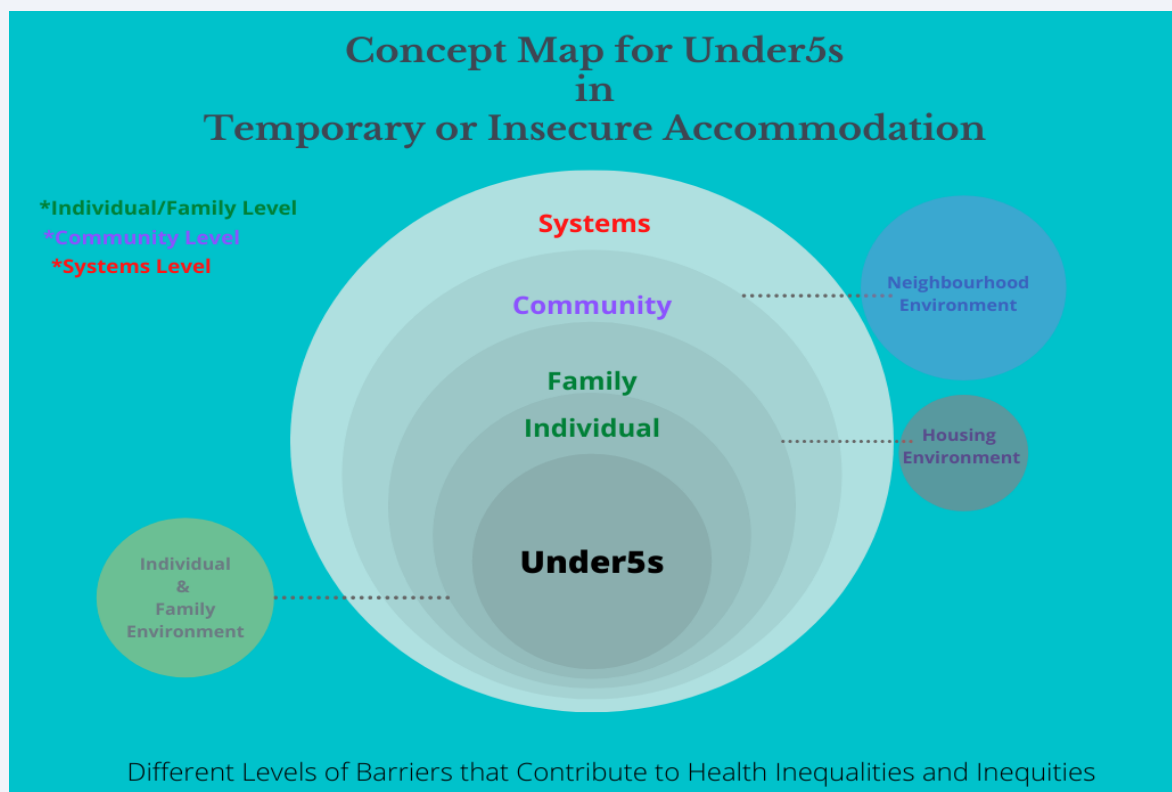 Concept Map for Under5s
in
Temporary or Insecure Accommodation
*Individual/Family Level
*Community Level
*Systems Level
Systems
Community
Family
Individual
Under5s
Neighbourhood
Environment
Housing
Environment
Individual
&
Family
Environment
Different Levels of Barriers that Contribute to Health Inequalities and Inequities